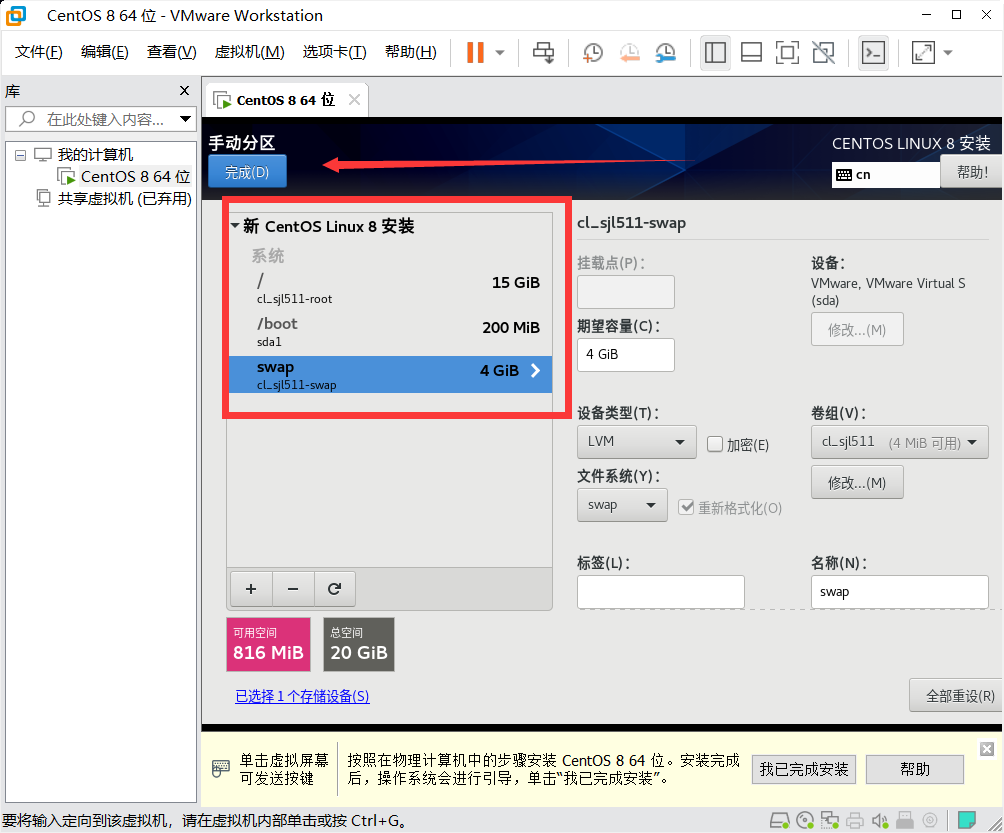 CentOS 8 64 位 - VMware Workstation
文件(F) 编辑(E) 查看(V) 虚拟机(M) 选项卡(T) 帮助(H)
库
在此处键入内容...
我的计算机
CentOS 8 64 位
共享虚拟机 (已弃用)
CentOS 8 64 位
手动分区
完成(D)
CENTOS LINUX 8 安装
cn
帮助!
新 CentOS Linux 8 安装
系统
/
15 GiB
cl_sjl511-root
/boot
200 MiB
sda1
swap
4 GiB
cl_sjl511-swap
+
-
可用空间
816 MiB
总空间
20 GiB
已选择 1 个存储设备(S)
cl_sjl511-swap
挂载点(P):
期望容量(C):
4 GiB
设备:
VMware, VMware Virtual S
(sda)
修改...(M)
设备类型(T):
LVM
加密(E)
卷组(V):
cl_sjl511 (4 MiB 可用)
修改...(M)
文件系统(Y):
swap
重新格式化(O)
标签(L):
名称(N):
swap
全部重设(R)
单击虚拟屏幕
可发送按键
按照在物理计算机中的步骤安装 CentOS 8 64 位。安装完成
后，操作系统会进行引导，单击“我已完成安装”。
我已完成安装
帮助
要将输入定向到该虚拟机，请在虚拟机内部单击或按 Ctrl+G。